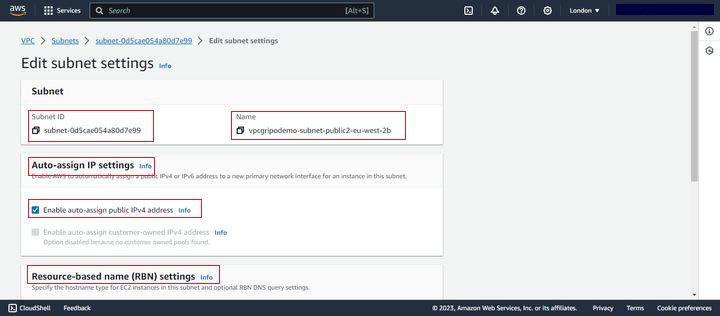 aws
Services
Search
[Alt+S]
London
VPC > Subnets > subnet-0d5cae054a80d7e99 > Edit subnet settings
Edit subnet settings Info
Subnet
Subnet ID
subnet-0d5cae054a80d7e99
Name
vpcgripodemo-subnet-public2-eu-west-2b
Auto-assign IP settings Info
Enable AWS to automatically assign a public IPv4 or IPv6 address to a new primary network interface for an instance in this subnet.
Enable auto-assign public IPv4 address Info
Enable auto-assign customer-owned IPv4 address Info
Option disabled because no customer owned pools found.
Resource-based name (RBN) settings Info
Specify the hostname type for EC2 instances in this subnet and optional RBN DNS query settings.
CloudShell Feedback © 2023, Amazon Web Services, Inc. or its affiliates. Privacy Terms Cookie preferences